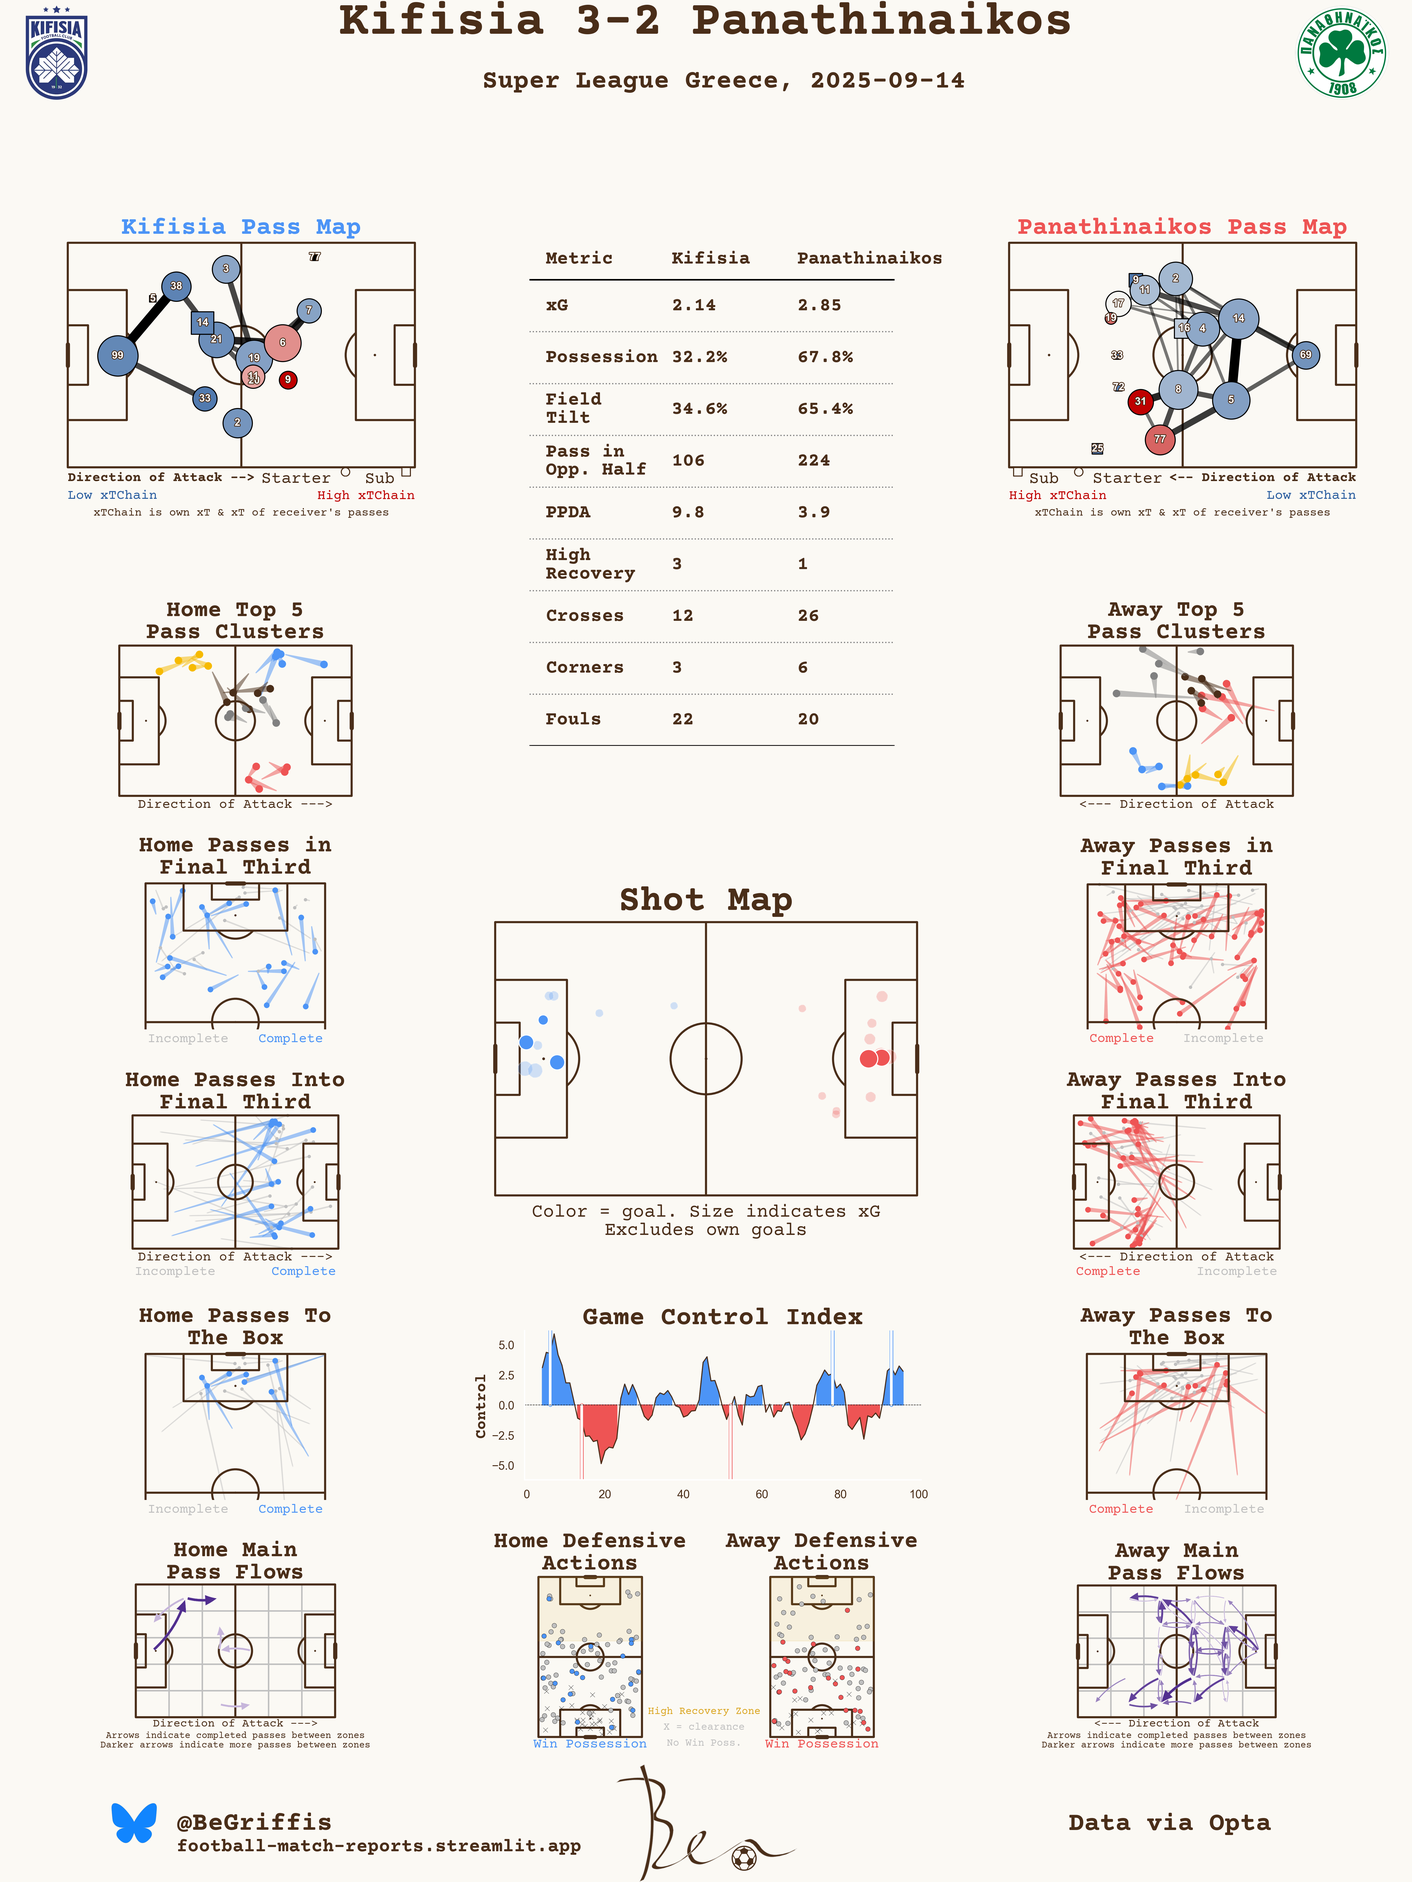 Kifisia 3-2 Panathinaikos
Super League Greece, 2025-09-14
KIFISIA
FOOTBALL CLUB
ΠΑΝΑΘΗΝΑΪΚΟΣ
1908
Kifisia Pass Map
77
3
38
5
7
14
21
6
19
99
11
9
33
2
Direction of Attack --> Starter Sub
Low xTChain High xTChain
xTChain is own xT & xT of receiver's passes
Metric Kifisia Panathinaikos
xG 2.14 2.85
Possession 32.2% 67.8%
Field
Tilt 34.6% 65.4%
Pass in
Opp. Half 106 224
PPDA 9.8 3.9
High
Recovery 3 1
Crosses 12 26
Corners 3 6
Fouls 22 20
Panathinaikos Pass Map
9
2
11
17
19
14
16
4
33
69
72
8
31
5
77
25
Sub Starter <-- Direction of Attack
High xTChain Low xTChain
xTChain is own xT & xT of receiver's passes
Home Top 5
Pass Clusters
Direction of Attack --->
Away Top 5
Pass Clusters
<--- Direction of Attack
Home Passes in
Final Third
Incomplete Complete
Away Passes in
Final Third
Complete Incomplete
Shot Map
Color = goal. Size indicates xG
Excludes own goals
Home Passes Into
Final Third
Direction of Attack --->
Incomplete Complete
Away Passes Into
Final Third
<--- Direction of Attack
Complete Incomplete
Home Passes To
The Box
Incomplete Complete
Game Control Index
Control
5.0
2.5
0.0
−2.5
−5.0
0 20 40 60 80 100
Away Passes To
The Box
Complete Incomplete
Home Main
Pass Flows
Direction of Attack --->
Arrows indicate completed passes between zones
Darker arrows indicate more passes between zones
Home Defensive
Actions
Win Possession
High Recovery Zone
X = clearance
No Win Poss.
Away Defensive
Actions
Win Possession
Away Main
Pass Flows
<--- Direction of Attack
Arrows indicate completed passes between zones
Darker arrows indicate more passes between zones
@BeGriffis
football-match-reports.streamlit.app
Ben
Data via Opta